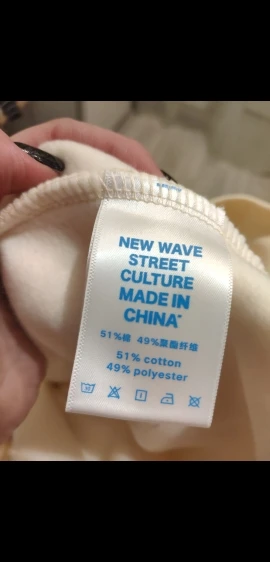 NEW WAVE
STREET
CULTURE
MADE IN
CHINA"
51%棉 49%聚酯纤维
51% cotton
49% polyester